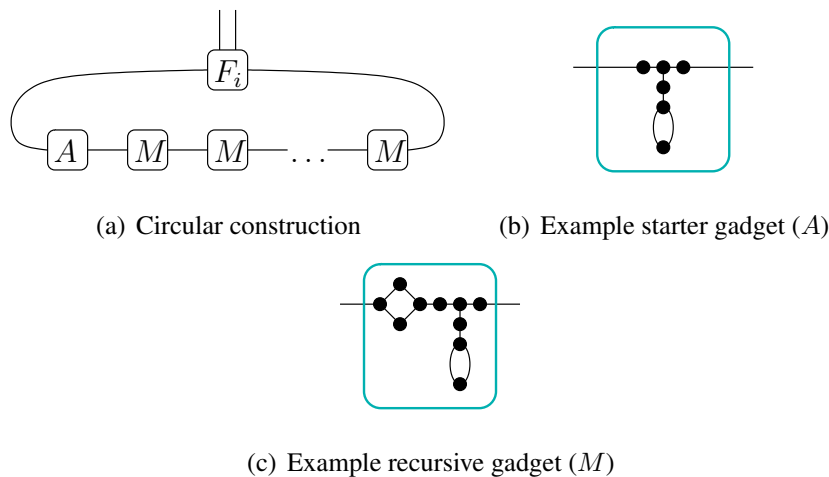 F_i
A M M ... M
(a) Circular construction
(b) Example starter gadget (A)
(c) Example recursive gadget (M)